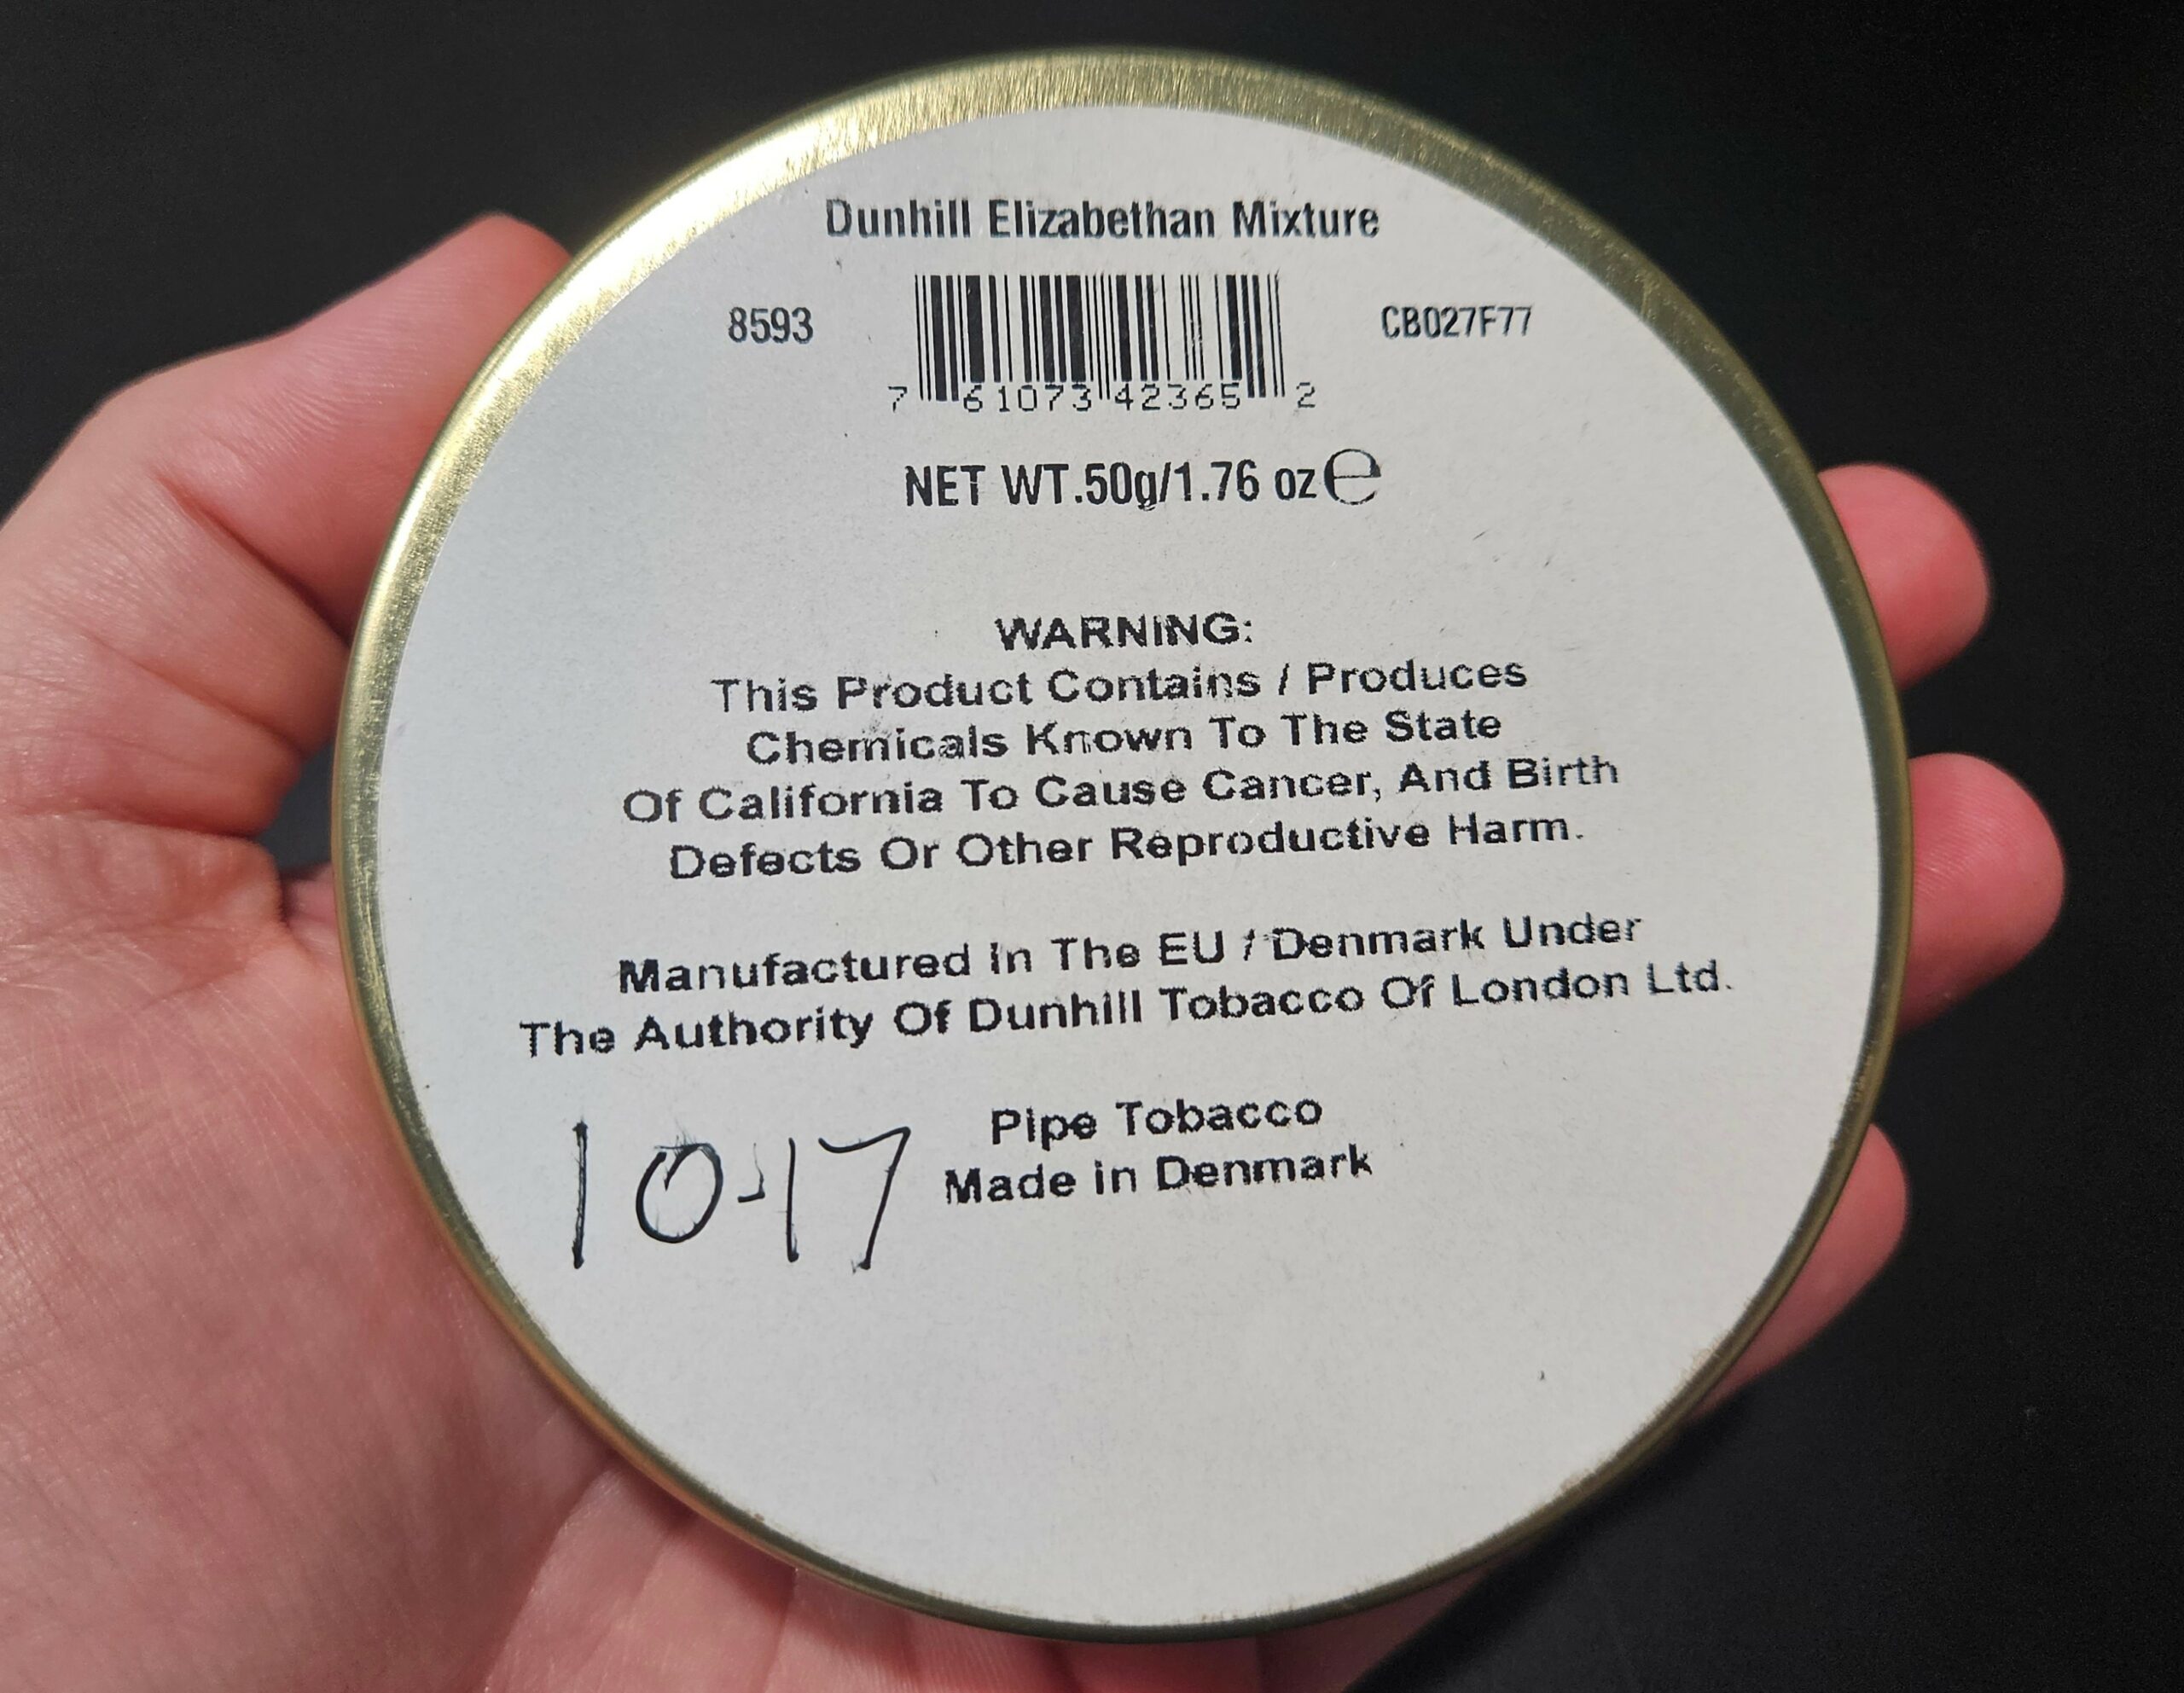 Dunhill Elizabethan Mixture
8593
CB027F77
7 61073 42365 2
NET WT.50g/1.76 oz ℮
WARNING:
This Product Contains / Produces
Chemicals Known To The State
Of California To Cause Cancer, And Birth
Defects Or Other Reproductive Harm.
Manufactured in The EU / Denmark Under
The Authority Of Dunhill Tobacco Of London Ltd.
Pipe Tobacco
Made in Denmark
10-17